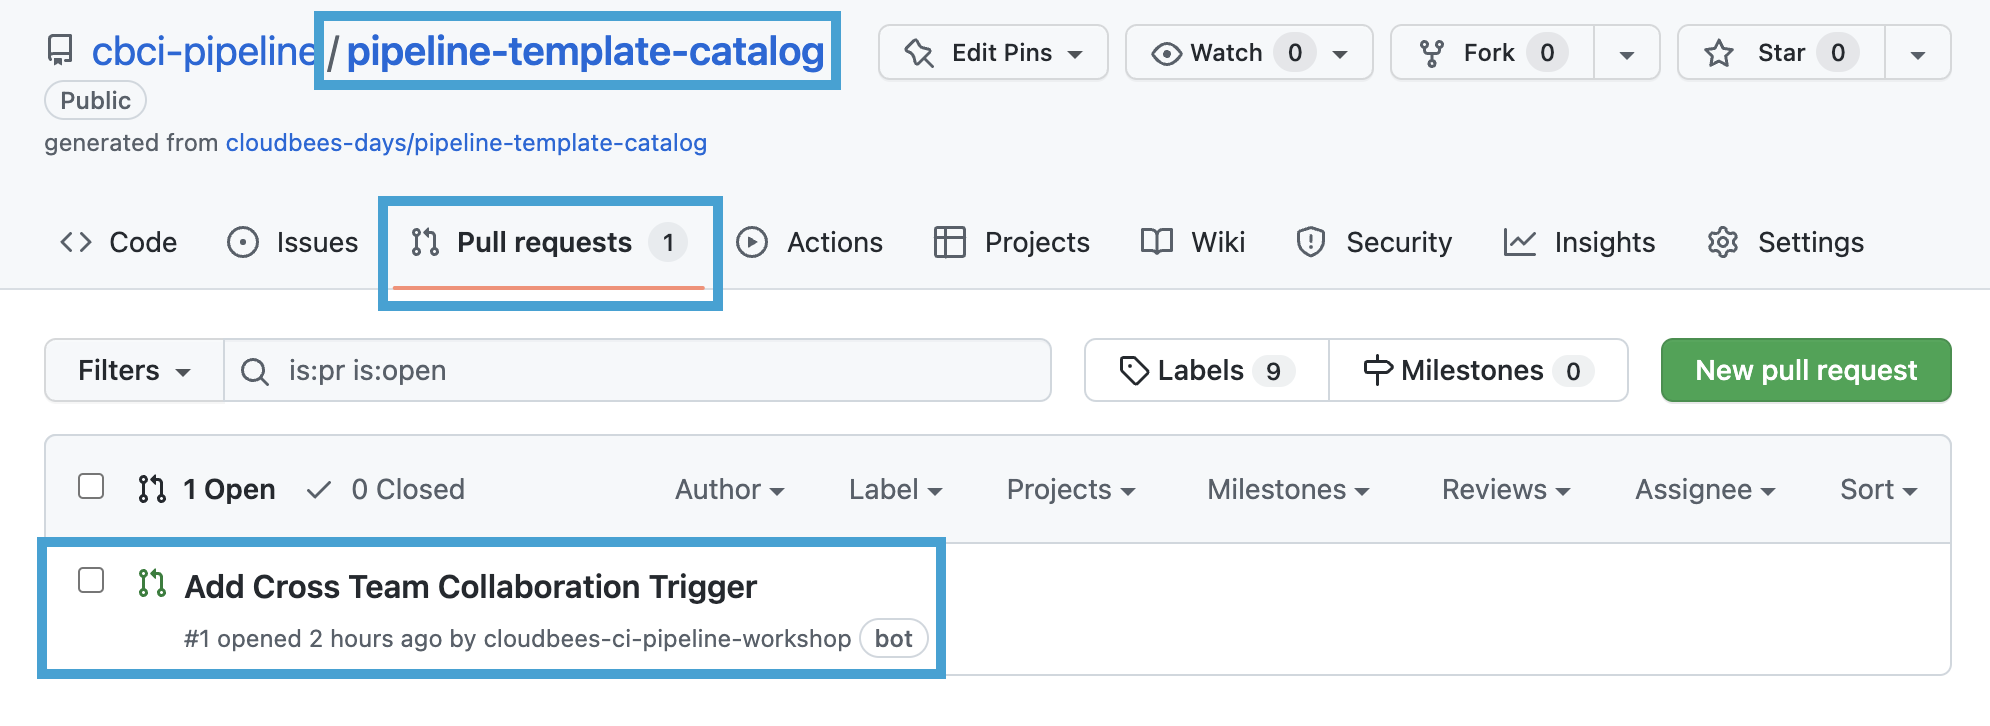 cbci-pipeline/pipeline-template-catalog Edit Pins Watch 0 Fork 0 Star 0
Public
generated from cloudbees-days/pipeline-template-catalog
Code Issues Pull requests 1 Actions Projects Wiki Security Insights Settings
Filters is:pr is:open Labels 9 Milestones 0 New pull request
1 Open 0 Closed Author Label Projects Milestones Reviews Assignee Sort
Add Cross Team Collaboration Trigger
#1 opened 2 hours ago by cloudbees-ci-pipeline-workshop bot